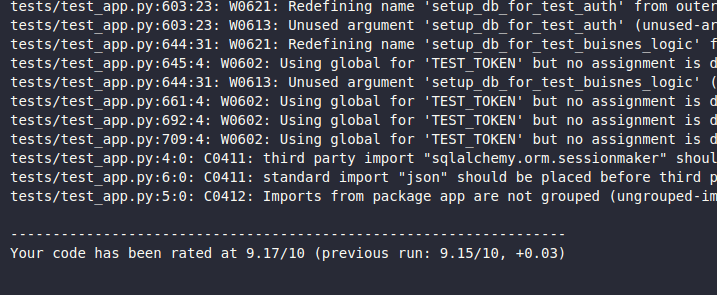 tests/test_app.py:603:23: W0621: Redefining name 'setup_db_for_test_auth' from outer
tests/test_app.py:603:23: W0613: Unused argument 'setup_db_for_test_auth' (unused-ar
tests/test_app.py:644:31: W0621: Redefining name 'setup_db_for_test_buisnes_logic' f
tests/test_app.py:645:4: W0602: Using global for 'TEST_TOKEN' but no assignment is d
tests/test_app.py:644:31: W0613: Unused argument 'setup_db_for_test_buisnes_logic' (
tests/test_app.py:661:4: W0602: Using global for 'TEST_TOKEN' but no assignment is d
tests/test_app.py:692:4: W0602: Using global for 'TEST_TOKEN' but no assignment is d
tests/test_app.py:709:4: W0602: Using global for 'TEST_TOKEN' but no assignment is d
tests/test_app.py:4:0: C0411: third party import "sqlalchemy.orm.sessionmaker" shoul
tests/test_app.py:6:0: C0411: standard import "json" should be placed before third p
tests/test_app.py:5:0: C0412: Imports from package app are not grouped (ungrouped-im
------------------------------------------------------------------
Your code has been rated at 9.17/10 (previous run: 9.15/10, +0.03)